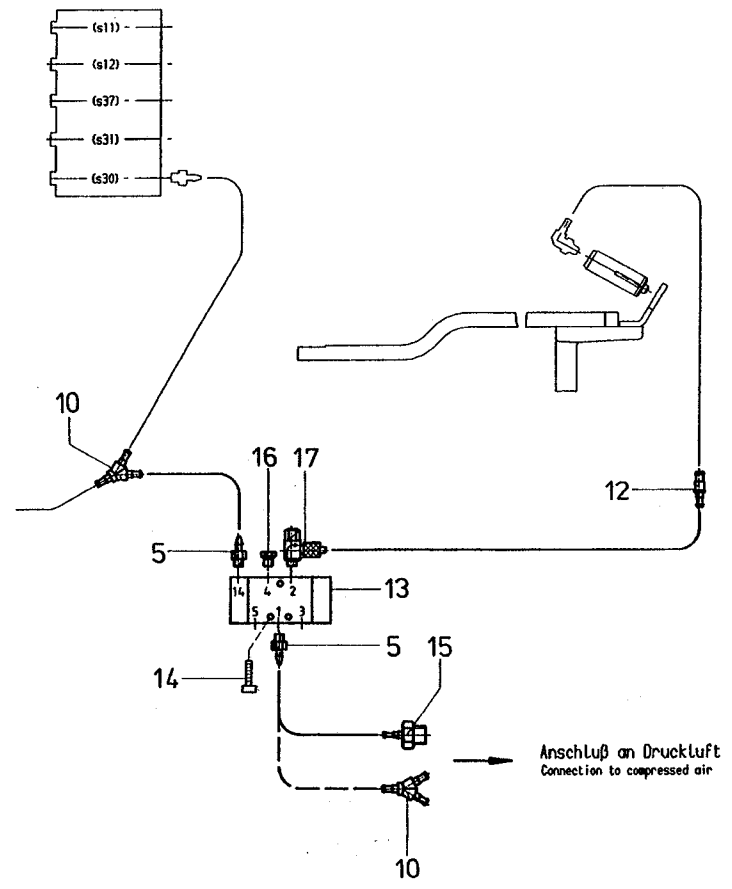 (s11)
(s12)
(s37)
(s31)
(s30)
10
16 17
12
5
14 4 2
13
5 1 3
5
14
15
Anschluß an Druckluft
Connection to compressed air
10